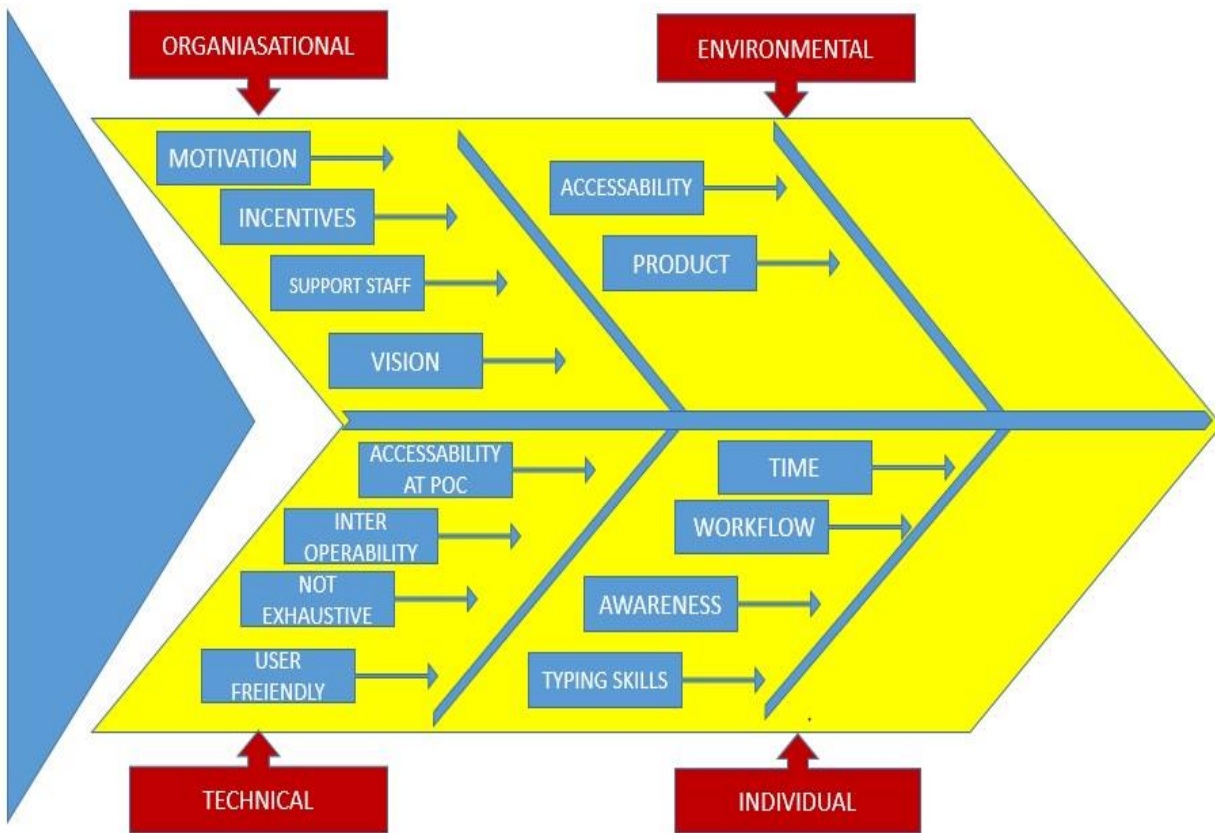 ORGANIASATIONAL
ENVIRONMENTAL
MOTIVATION
INCENTIVES
SUPPORT STAFF
VISION
ACCESSABILITY
PRODUCT
ACCESSABILITY
AT POC
INTER
OPERABILITY
NOT
EXHAUSTIVE
USER
FREIENDLY
TIME
WORKFLOW
AWARENESS
TYPING SKILLS
TECHNICAL
INDIVIDUAL